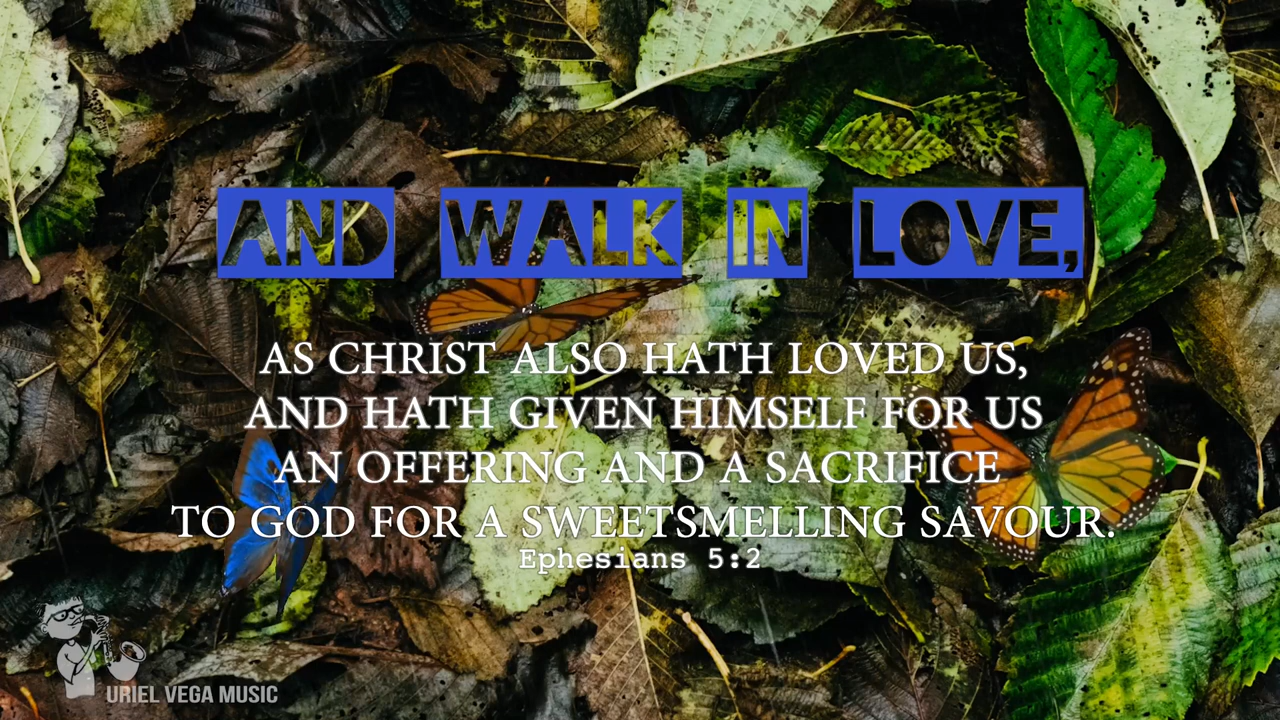 AND WALK IN LOVE,
AS CHRIST ALSO HATH LOVED US,
AND HATH GIVEN HIMSELF FOR US
AN OFFERING AND A SACRIFICE
TO GOD FOR A SWEETSMELLING SAVOUR.
Ephesians 5:2
URIEL VEGA MUSIC